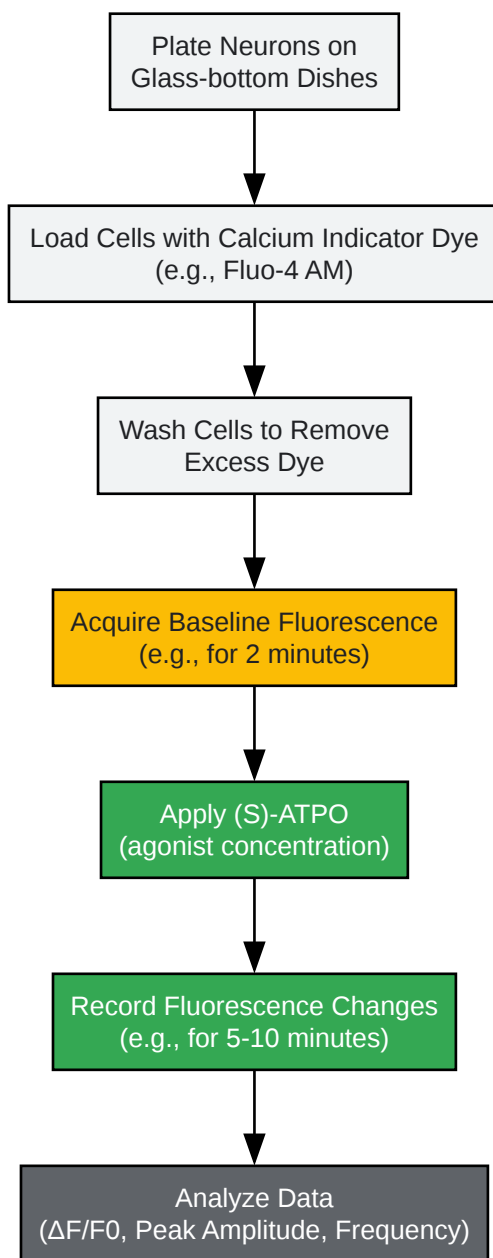 Plate Neurons on
Glass-bottom Dishes
Load Cells with Calcium Indicator Dye
(e.g., Fluo-4 AM)
Wash Cells to Remove
Excess Dye
Acquire Baseline Fluorescence
(e.g., for 2 minutes)
Apply (S)-ATPO
(agonist concentration)
Record Fluorescence Changes
(e.g., for 5-10 minutes)
Analyze Data
(ΔF/F0, Peak Amplitude, Frequency)